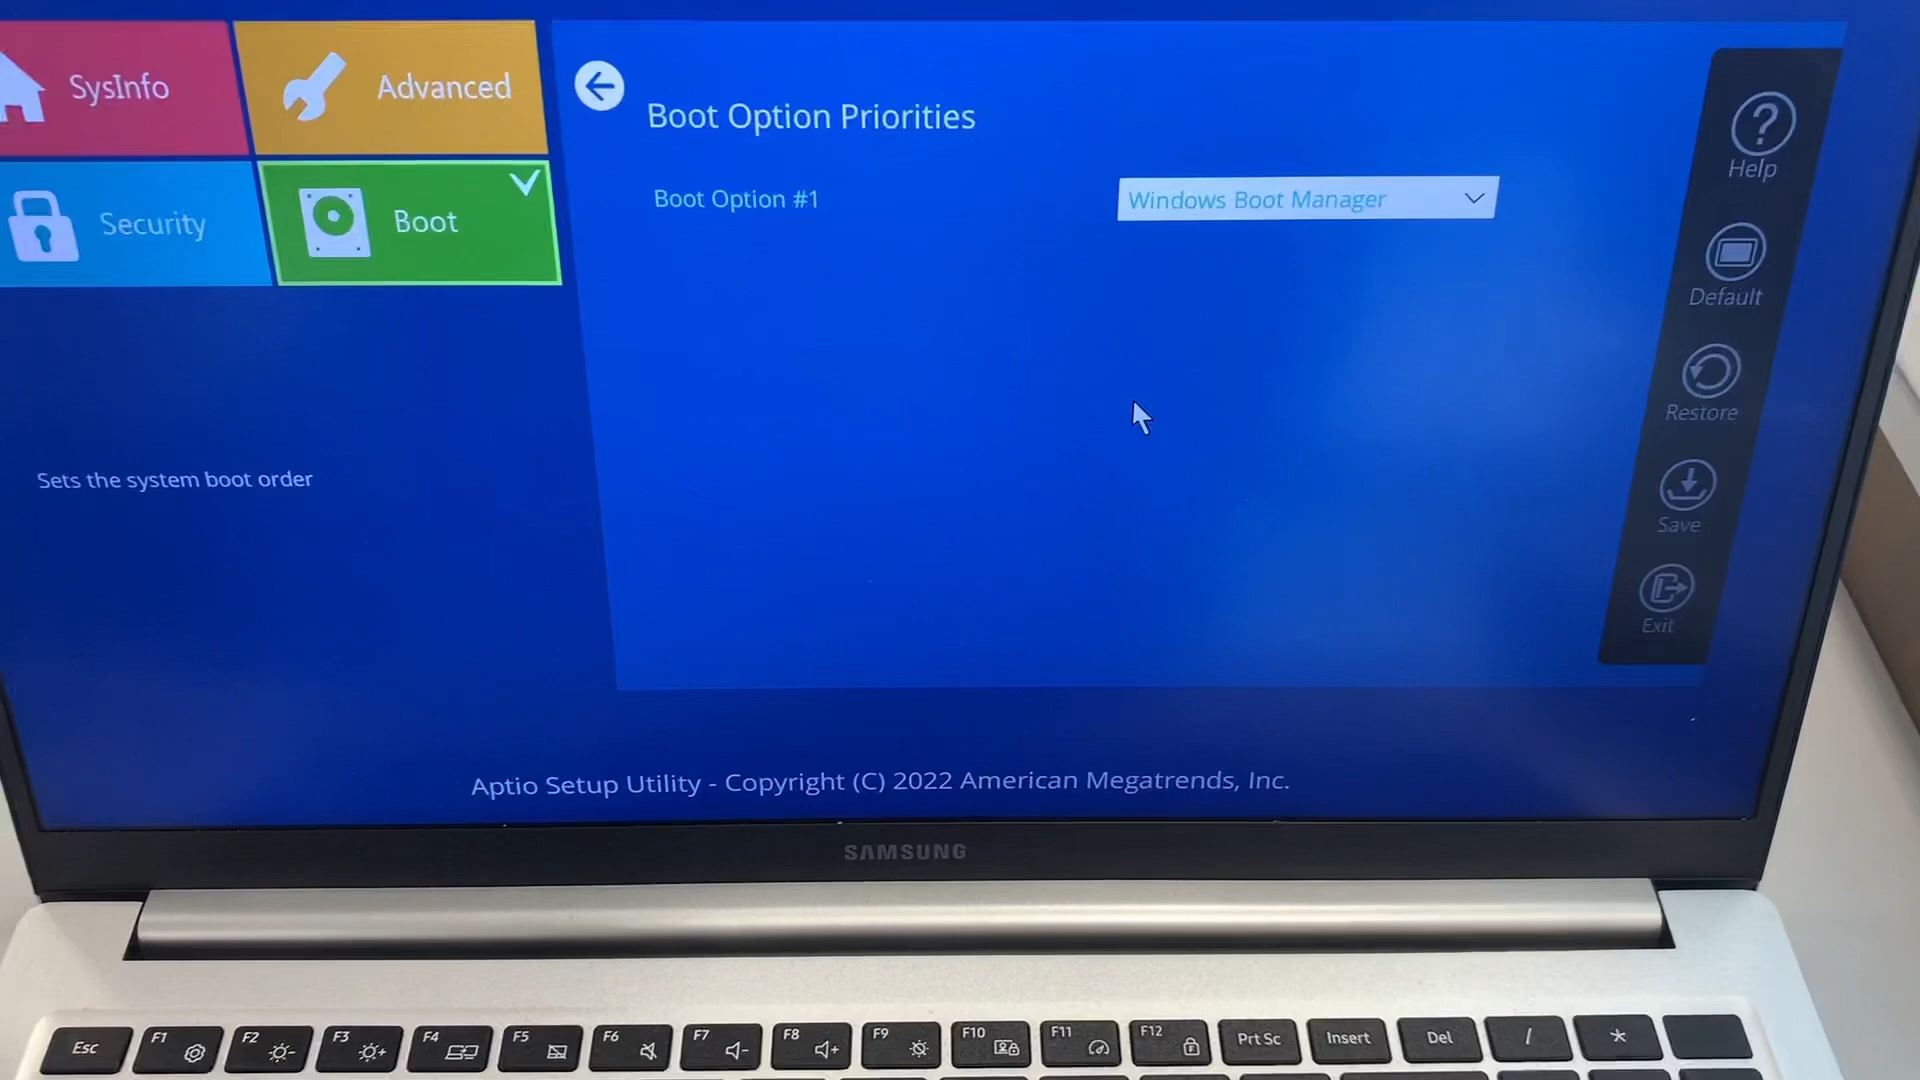 SysInfo
Advanced
Security
Boot
Sets the system boot order
Boot Option Priorities
Boot Option #1
Windows Boot Manager
Help
Default
Restore
Save
Exit
Aptio Setup Utility - Copyright (C) 2022 American Megatrends, Inc.
SAMSUNG
Esc
F1
F2
F3
F4
F5
F6
F7
F8
F9
F10
F11
F12
Prt Sc
Insert
Del
/
*